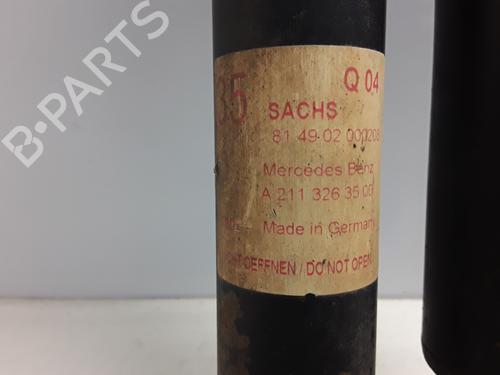 B-PARTS
35 Q 04
SACHS
81 49 02 000208
Mercedes Benz
A 211 326 35 00
Made in Germany
OEFFNEN / DO NOT OPEN